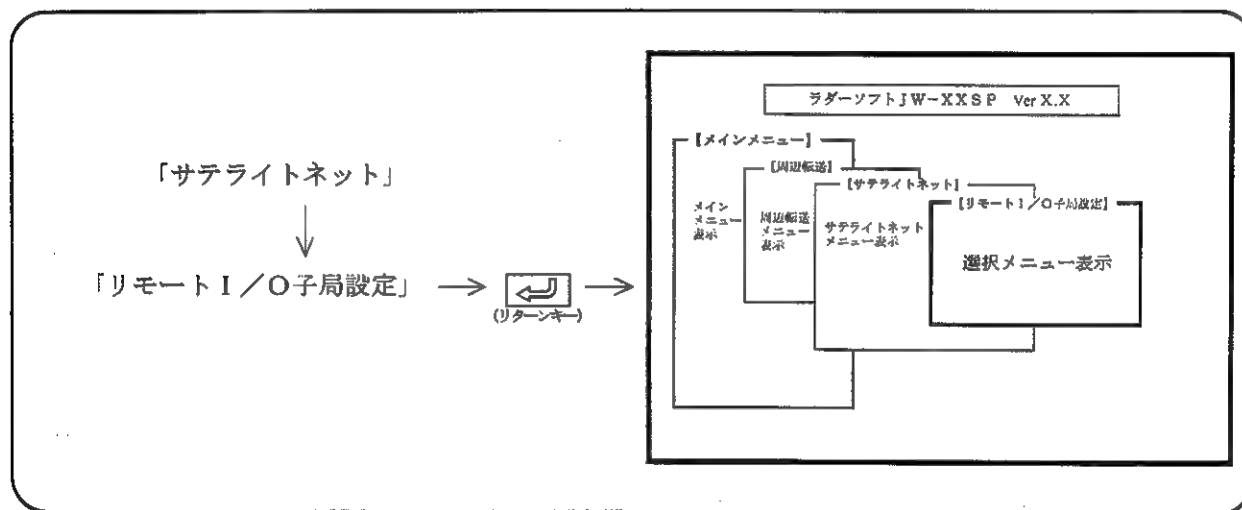 「サテライトネット」
「リモートI／O子局設定」
(リターンキー)
ラダーソフトJW-XXSP Ver X.X
【メインメニュー】
メイン
メニュー
表示
【周辺転送】
周辺転送
メニュー
表示
【サテライトネット】
サテライトネット
メニュー表示
【リモートI／O子局設定】
選択メニュー表示